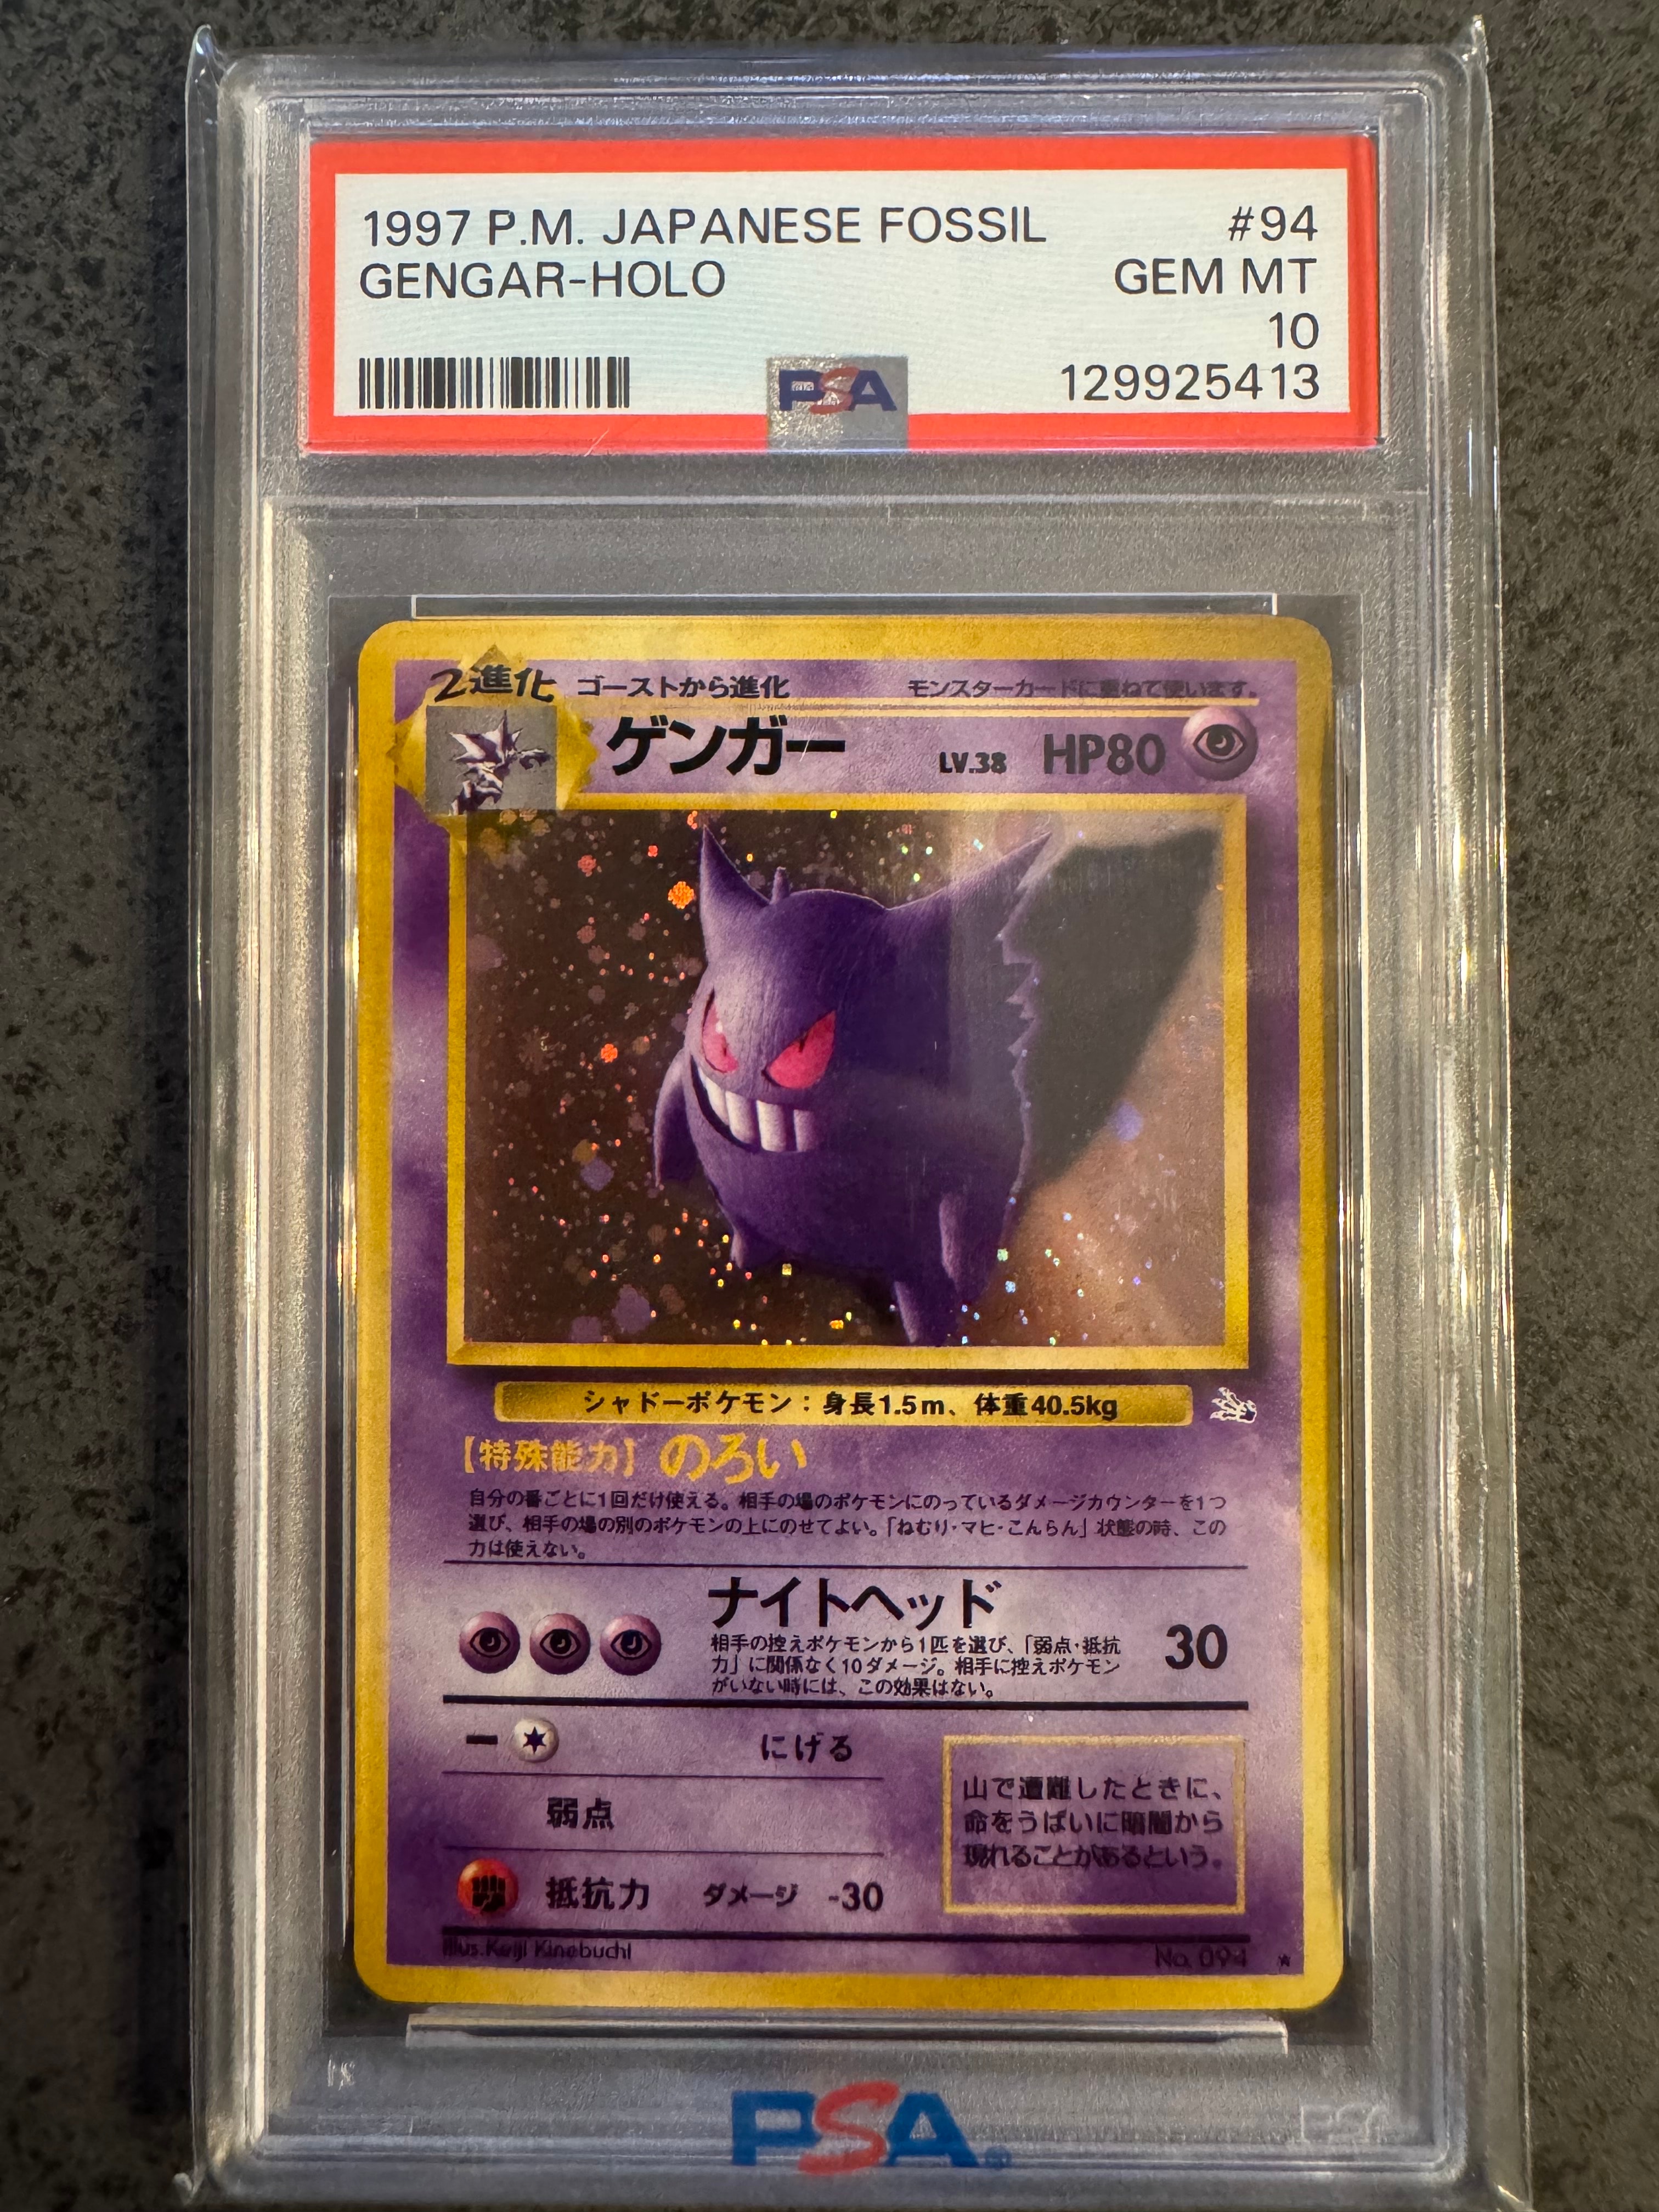 1997 P.M. JAPANESE FOSSIL #94
GENGAR-HOLO GEM MT
10
PSA 129925413
2進化 ゴーストから進化 モンスターカードに重ねて使います。
ゲンガー LV.38 HP80
シャドーポケモン：身長1.5m、体重40.5kg
【特殊能力】のろい
自分の番ごとに1回だけ使える。相手の場のポケモンにのっているダメージカウンターを1つ
選び、相手の場の別のポケモンの上にのせてよい。「ねむり・マヒ・こんらん」状態の時、この
力は使えない。
ナイトヘッド 30
相手の控えポケモンから1匹を選び、「弱点・抵抗
力」に関係なく10ダメージ。相手に控えポケモン
がいない時には、この効果はない。
にげる
弱点
抵抗力 ダメージ -30
山で遭難したときに、
命をうばいに暗闇から
現れることがあるという。
Illus.Keiji Kinebuchi No. 094
PSA
PSA